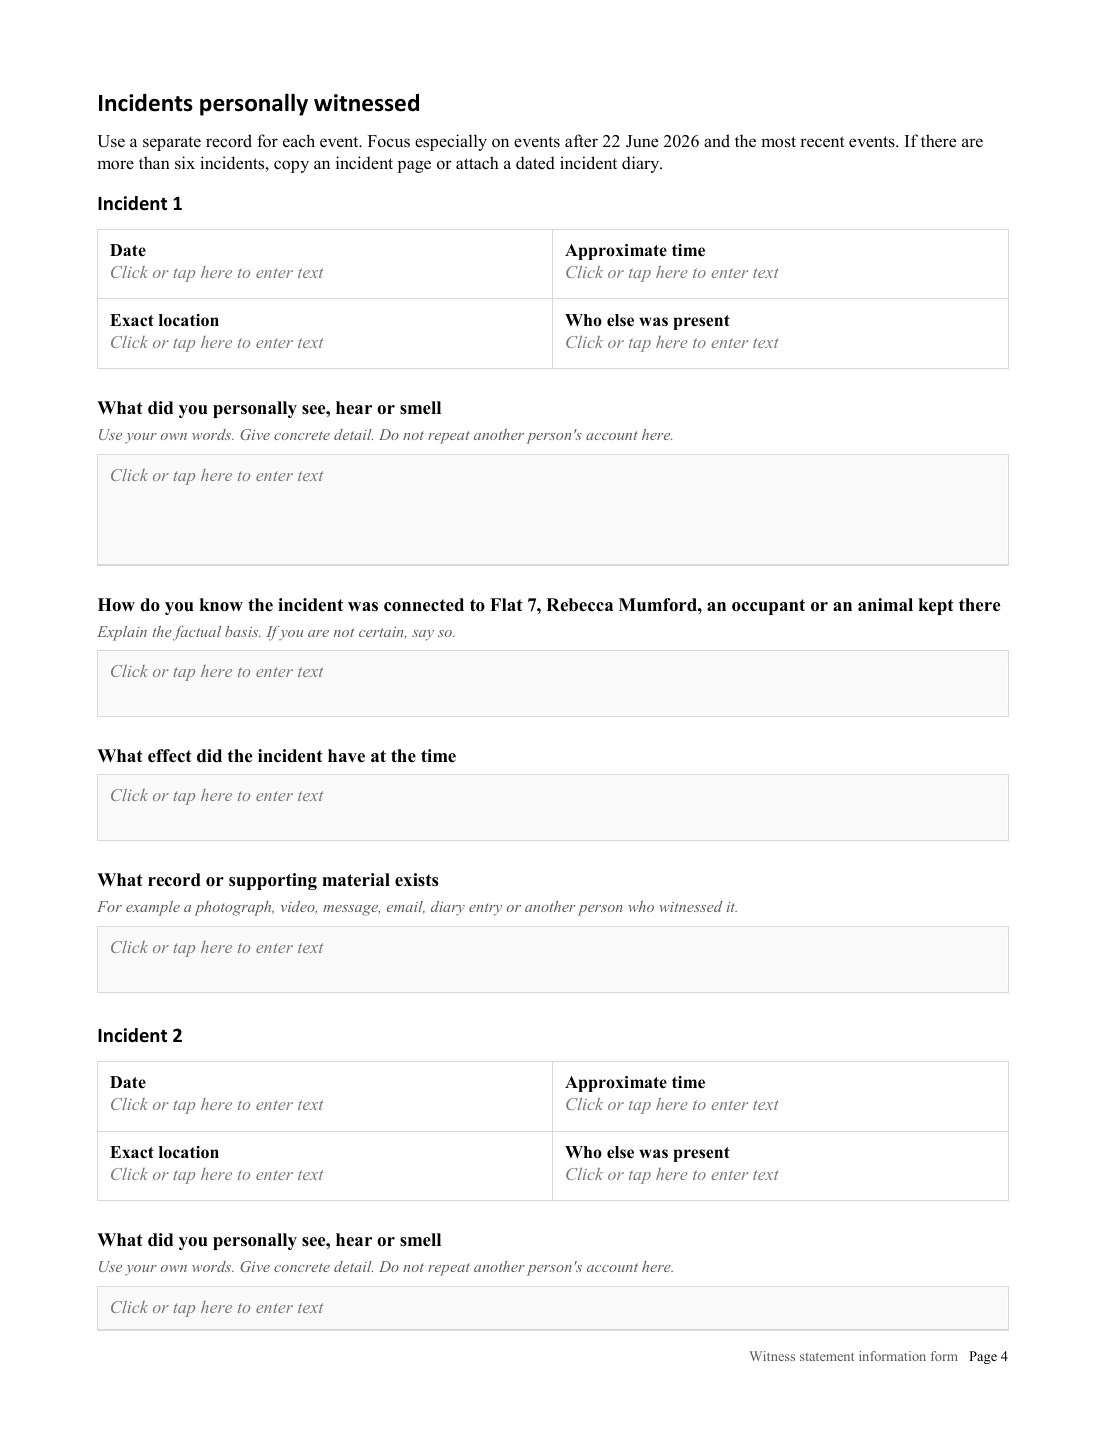 Incidents personally witnessed
Use a separate record for each event. Focus especially on events after 22 June 2026 and the most recent events. If there are
more than six incidents, copy an incident page or attach a dated incident diary.
Incident 1
Date
Click or tap here to enter text
Approximate time
Click or tap here to enter text
Exact location
Click or tap here to enter text
Who else was present
Click or tap here to enter text
What did you personally see, hear or smell
Use your own words. Give concrete detail. Do not repeat another person's account here.
Click or tap here to enter text
How do you know the incident was connected to Flat 7, Rebecca Mumford, an occupant or an animal kept there
Explain the factual basis. If you are not certain, say so.
Click or tap here to enter text
What effect did the incident have at the time
Click or tap here to enter text
What record or supporting material exists
For example a photograph, video, message, email, diary entry or another person who witnessed it.
Click or tap here to enter text
Incident 2
Date
Click or tap here to enter text
Approximate time
Click or tap here to enter text
Exact location
Click or tap here to enter text
Who else was present
Click or tap here to enter text
What did you personally see, hear or smell
Use your own words. Give concrete detail. Do not repeat another person's account here.
Click or tap here to enter text
Witness statement information form Page 4